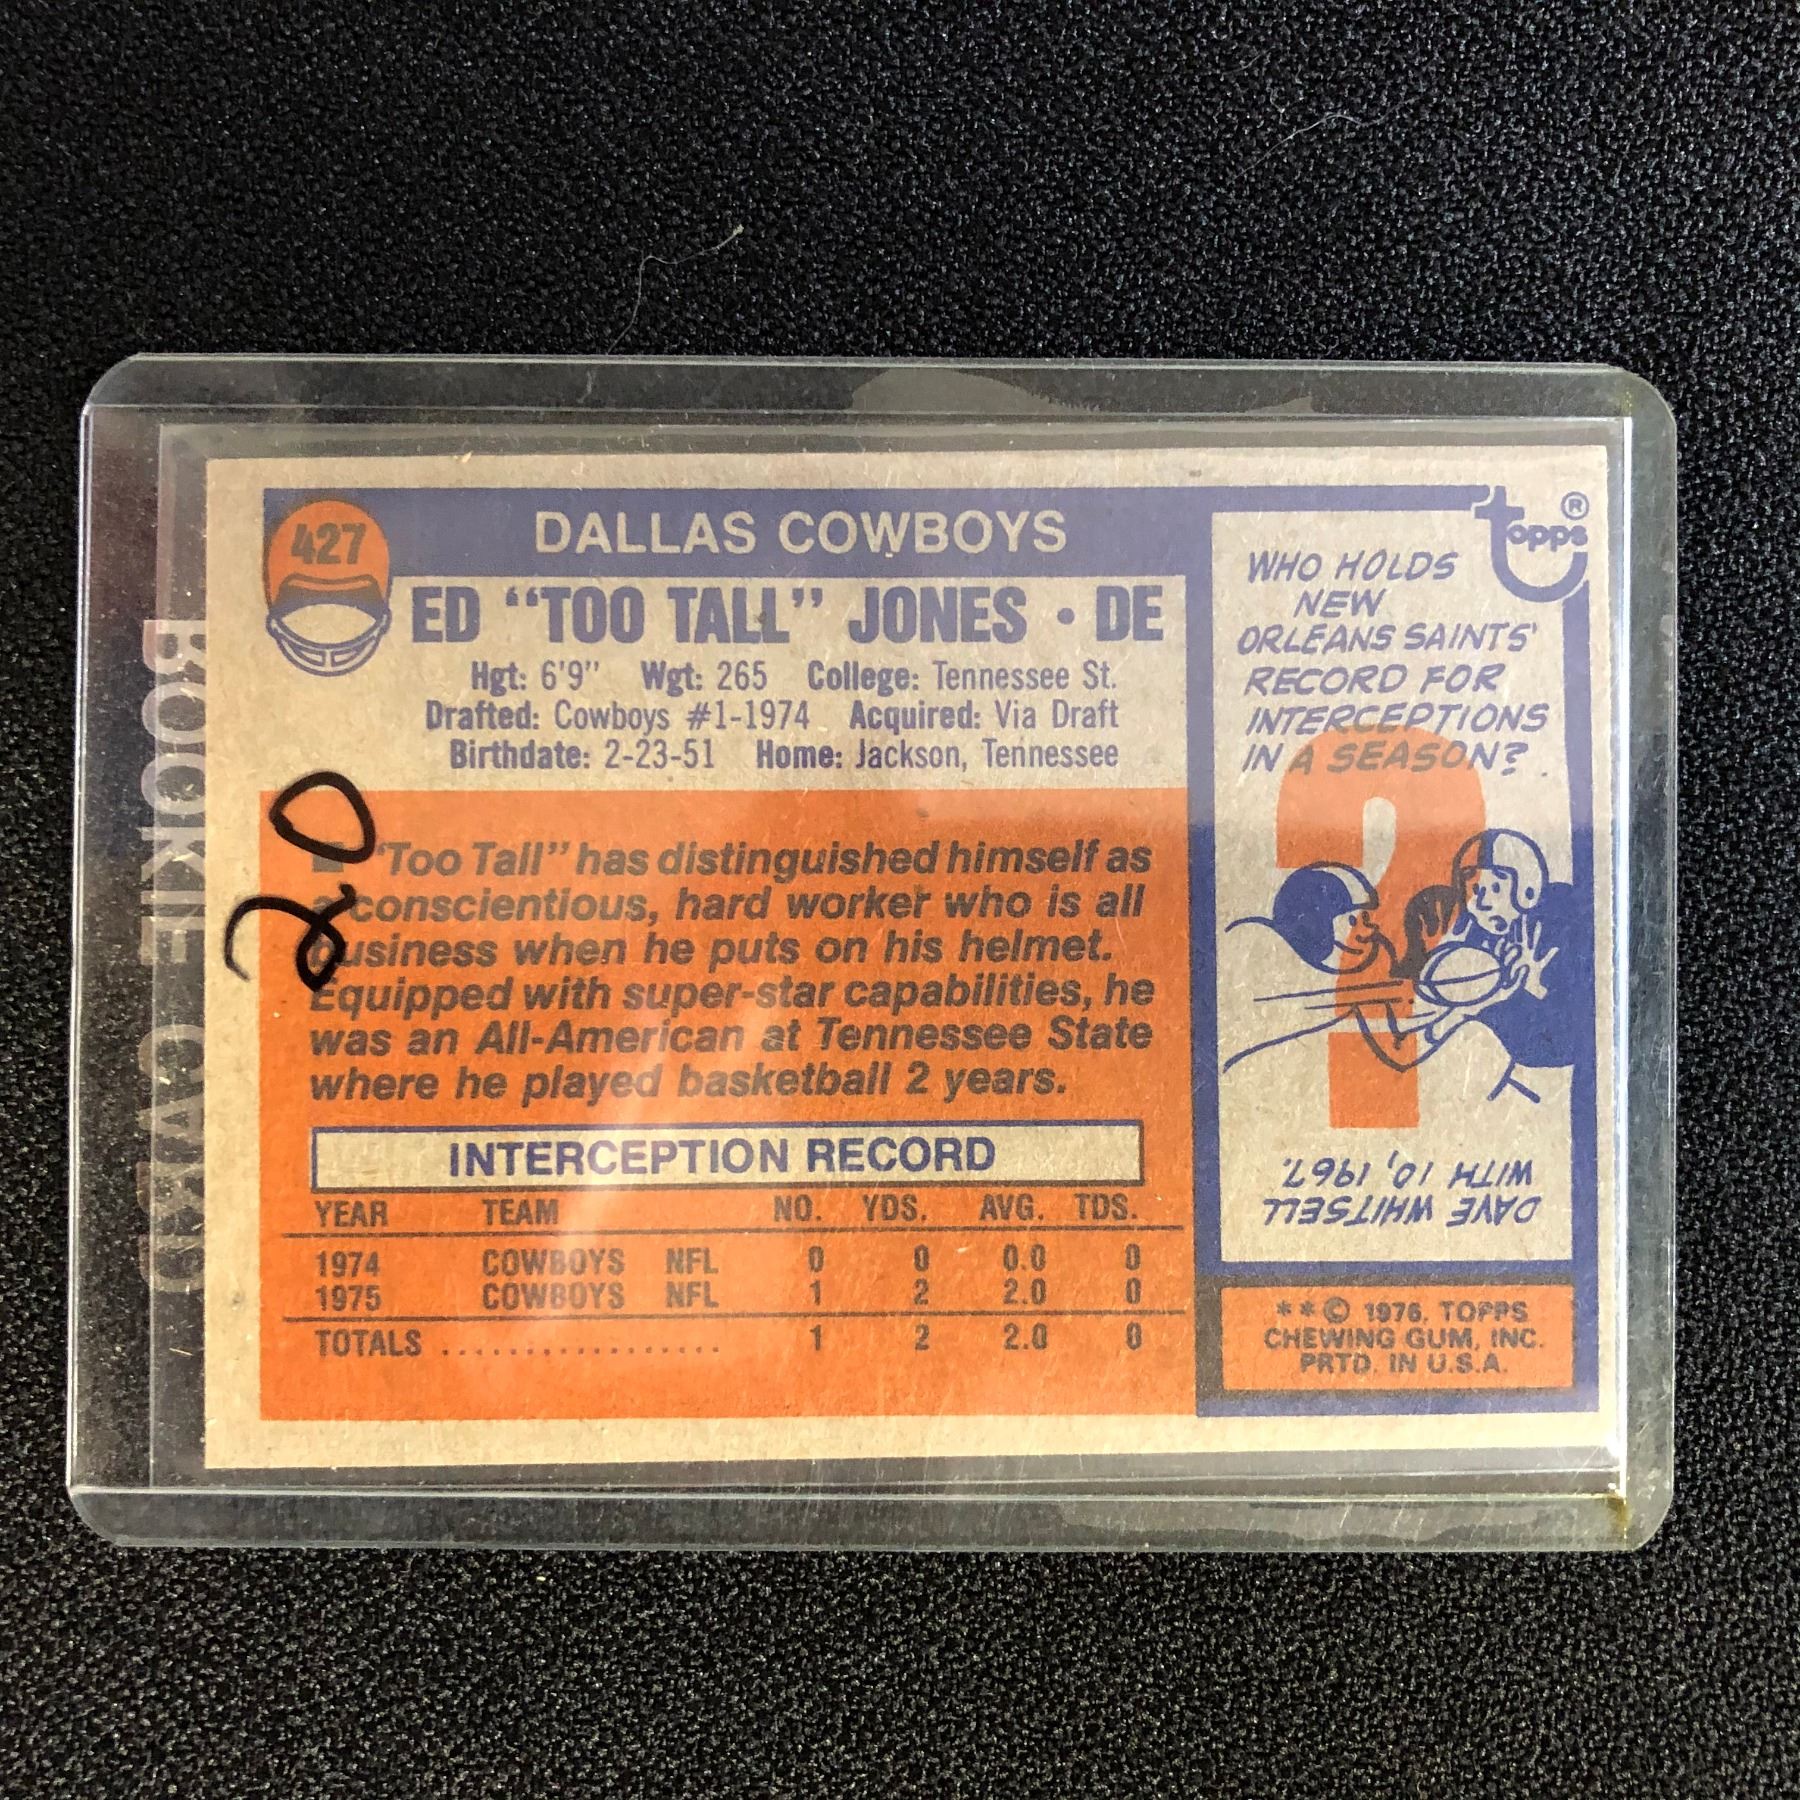 427
DALLAS COWBOYS
ED “TOO TALL” JONES • DE
Hgt: 6'9" Wgt: 265 College: Tennessee St.
Drafted: Cowboys #1-1974 Acquired: Via Draft
Birthdate: 2-23-51 Home: Jackson, Tennessee
20
"Too Tall" has distinguished himself as
a conscientious, hard worker who is all
business when he puts on his helmet.
Equipped with super-star capabilities, he
was an All-American at Tennessee State
where he played basketball 2 years.
INTERCEPTION RECORD
YEAR TEAM NO. YDS. AVG. TDS.
1974 COWBOYS NFL 0 0 0.0 0
1975 COWBOYS NFL 1 2 2.0 0
TOTALS .................. 1 2 2.0 0
topps®
WHO HOLDS
NEW
ORLEANS SAINTS'
RECORD FOR
INTERCEPTIONS
IN A SEASON?
?
DAVE WHITSELL
WITH 10, 1967.
**© 1976. TOPPS
CHEWING GUM, INC.
PRTD. IN U.S.A.
ROOKIE CARD